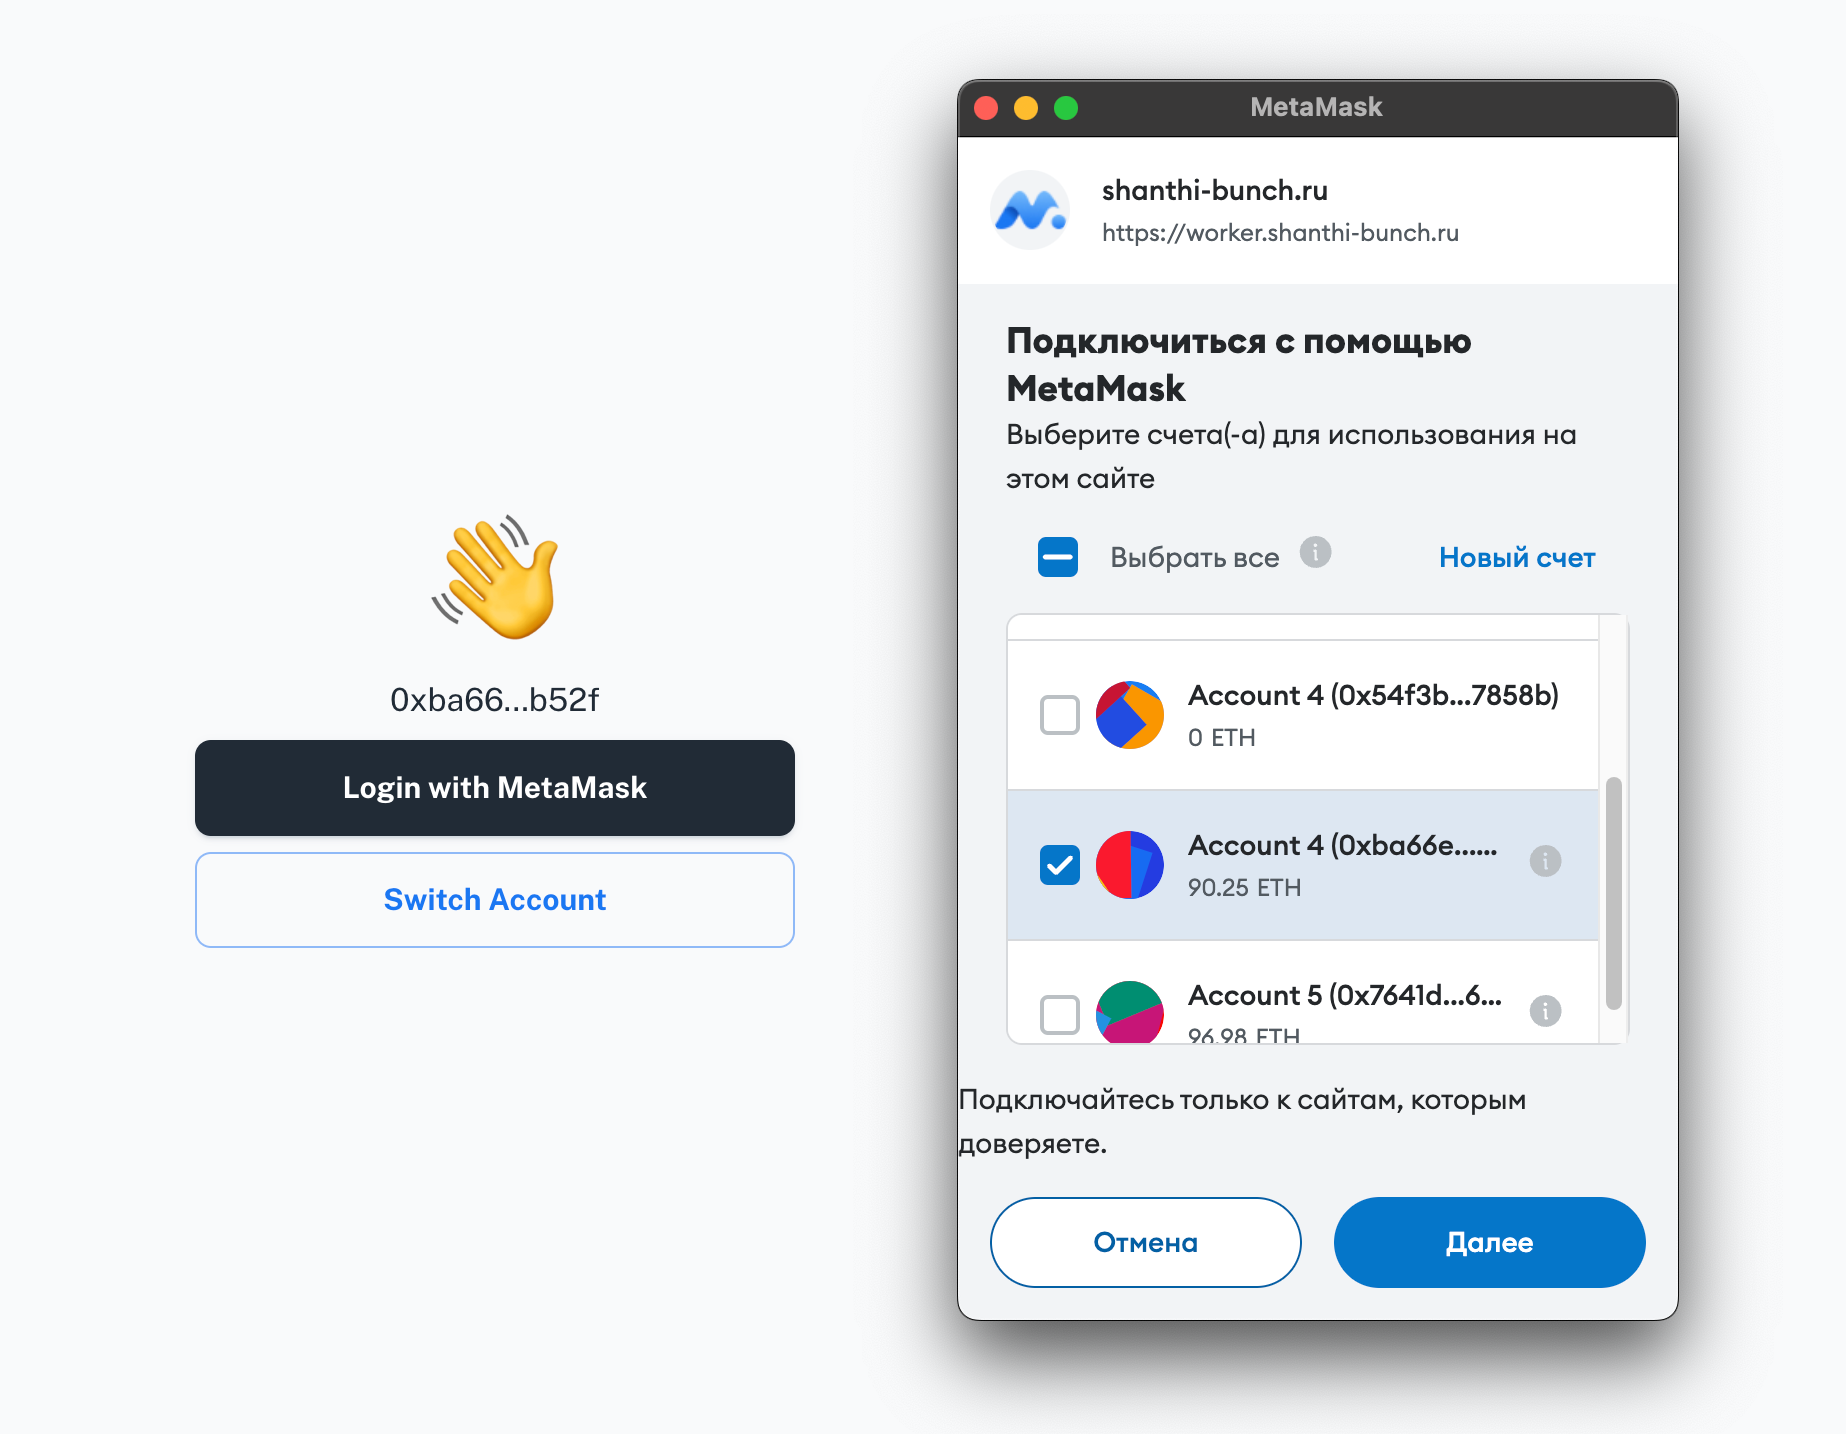 0xba66...b52f
Login with MetaMask
Switch Account
MetaMask
shanthi-bunch.ru
https://worker.shanthi-bunch.ru
Подключиться с помощью
MetaMask
Выберите счета(-а) для использования на
этом сайте
Выбрать все
Новый счет
Account 4 (0x54f3b...7858b)
0 ETH
Account 4 (0xba66e......
90.25 ETH
Account 5 (0x7641d...6...
96.98 ETH
Подключайтесь только к сайтам, которым
доверяете.
Отмена
Далее